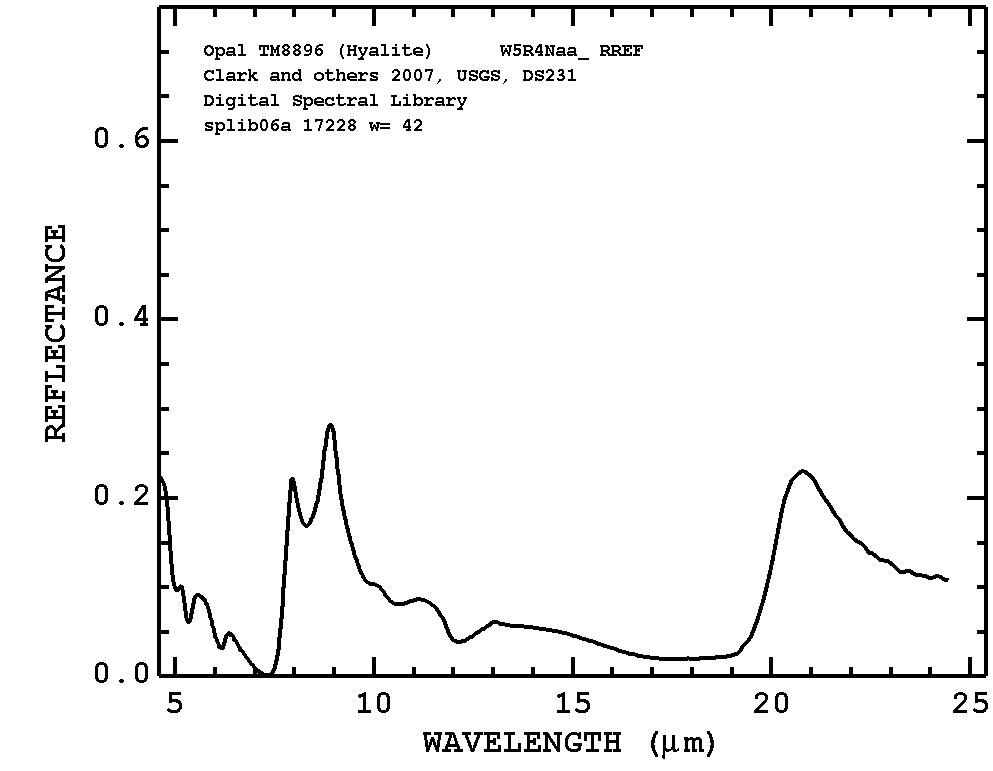 Opal TM8896 (Hyalite) W5R4Naa_ RREF
Clark and others 2007, USGS, DS231
Digital Spectral Library
splib06a 17228 w= 42
REFLECTANCE
0.6
0.4
0.2
0.0
5 10 15 20 25
WAVELENGTH (μm)